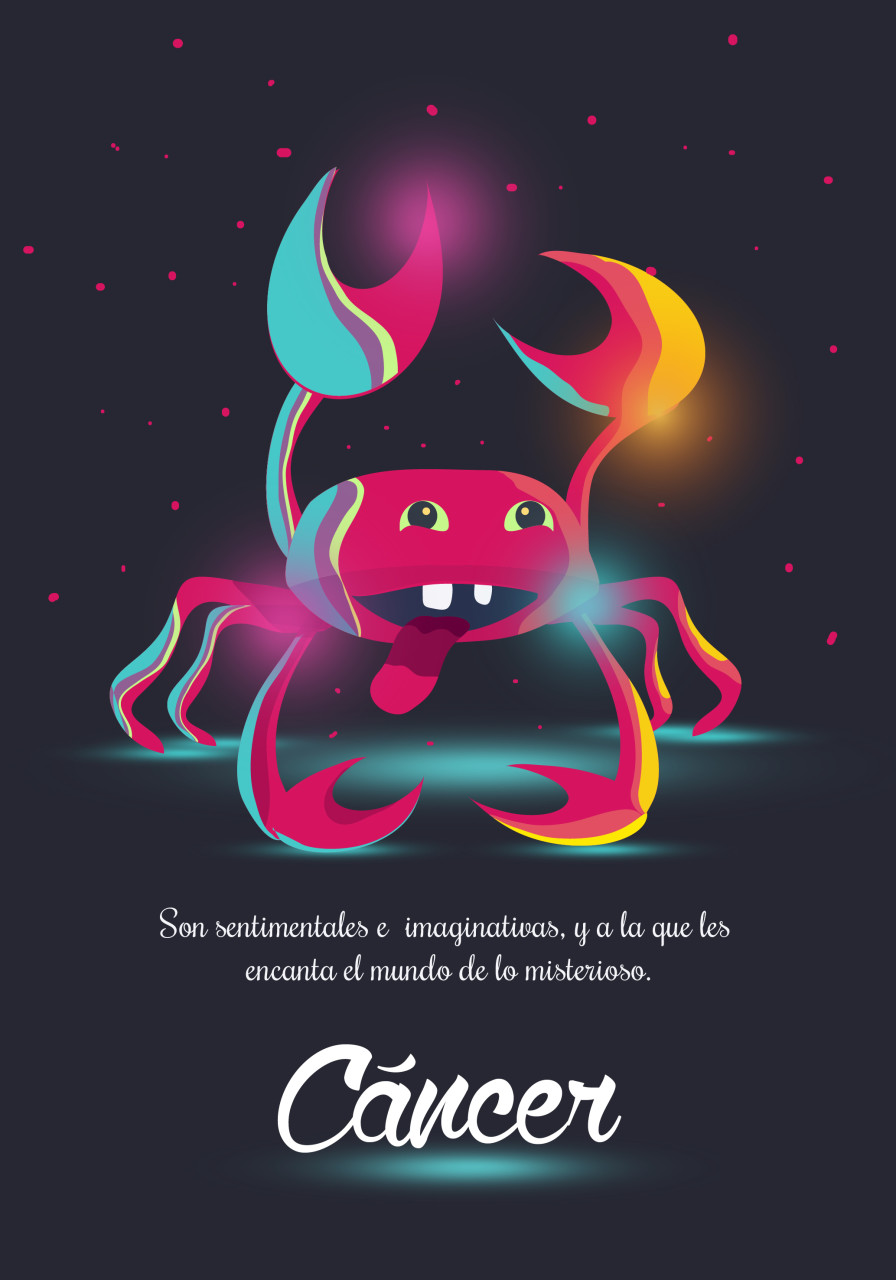 Son sentimentales e imaginativas, y a la que les
encanta el mundo de lo misterioso.
Cáncer